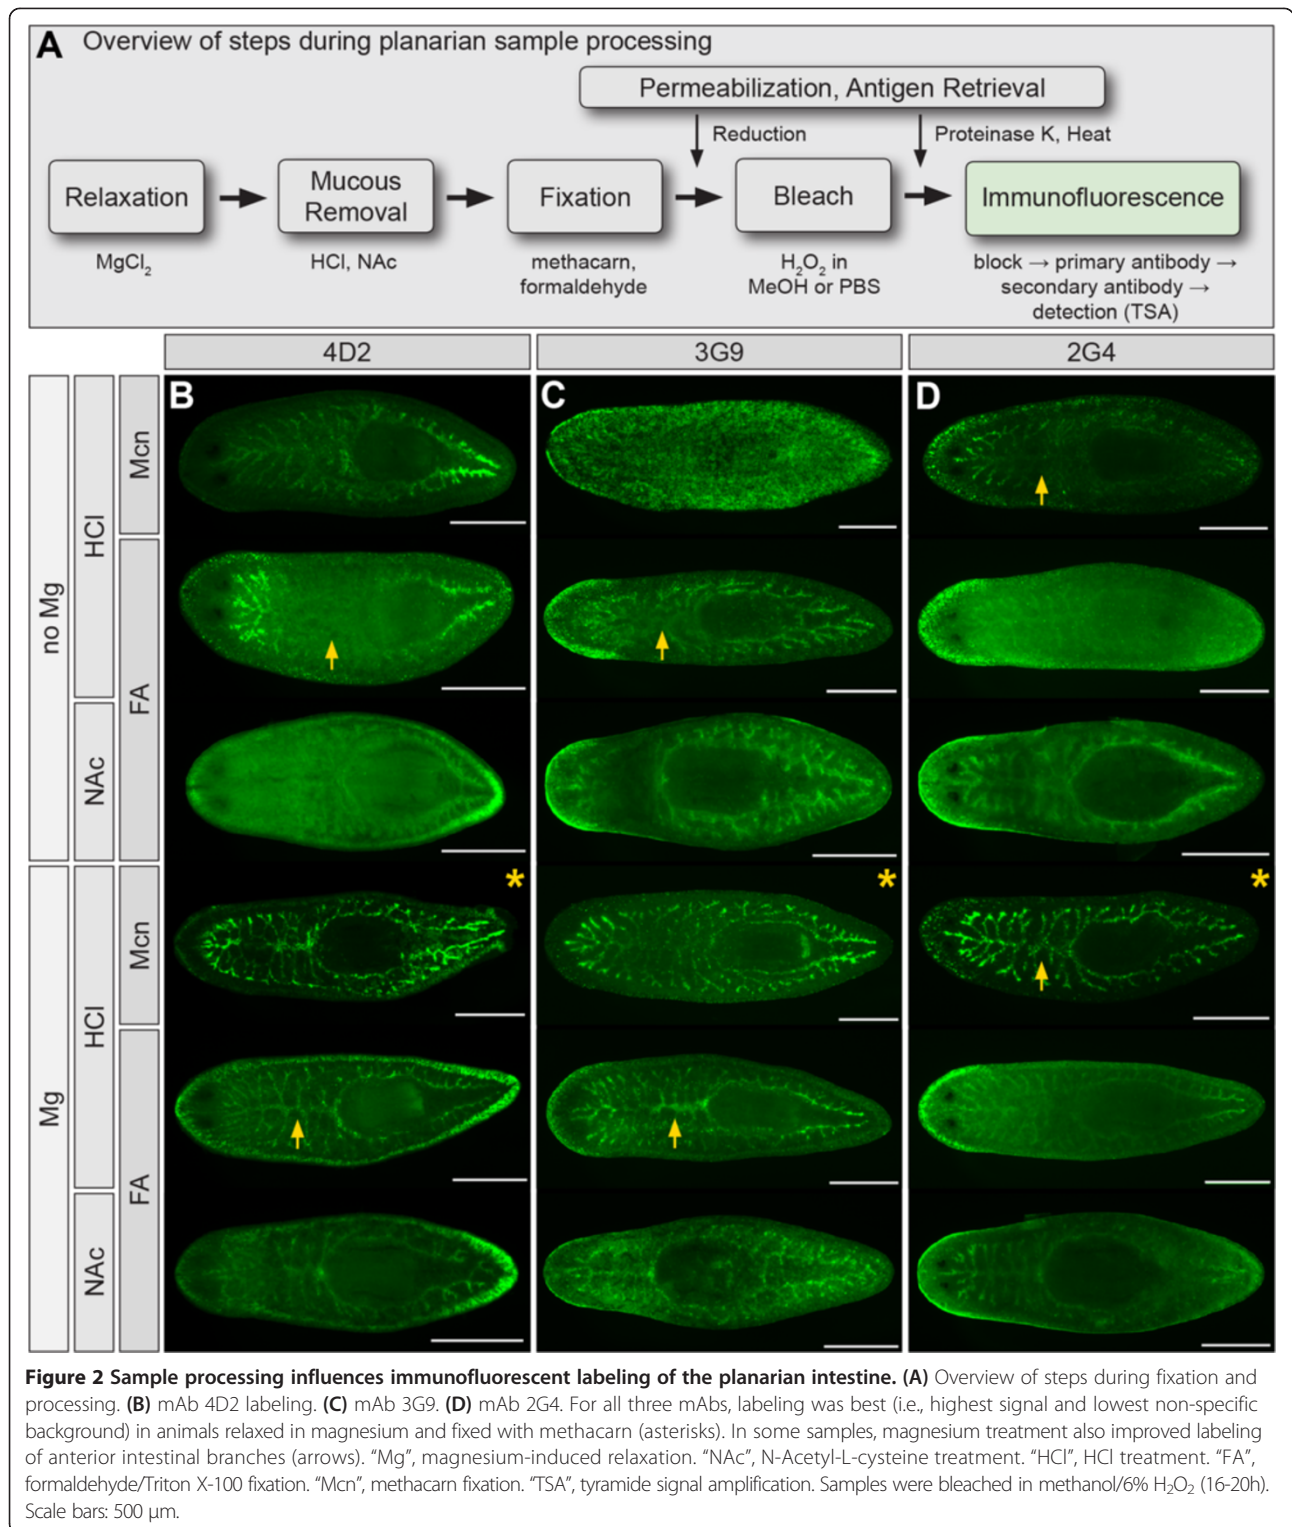 A Overview of steps during planarian sample processing
Permeabilization, Antigen Retrieval
Reduction
Proteinase K, Heat
Relaxation
Mucous
Removal
Fixation
Bleach
Immunofluorescence
MgCl₂
HCl, NAc
methacarn,
formaldehyde
H₂O₂ in
MeOH or PBS
block → primary antibody →
secondary antibody →
detection (TSA)
4D2
3G9
2G4
B
C
D
no Mg
HCl
Mcn
FA
NAc
*
*
*
Mg
HCl
Mcn
FA
NAc
Figure 2 Sample processing influences immunofluorescent labeling of the planarian intestine. (A) Overview of steps during fixation and
processing. (B) mAb 4D2 labeling. (C) mAb 3G9. (D) mAb 2G4. For all three mAbs, labeling was best (i.e., highest signal and lowest non-specific
background) in animals relaxed in magnesium and fixed with methacarn (asterisks). In some samples, magnesium treatment also improved labeling
of anterior intestinal branches (arrows). “Mg”, magnesium-induced relaxation. “NAc”, N-Acetyl-L-cysteine treatment. “HCl”, HCl treatment. “FA”,
formaldehyde/Triton X-100 fixation. “Mcn”, methacarn fixation. “TSA”, tyramide signal amplification. Samples were bleached in methanol/6% H₂O₂ (16-20h).
Scale bars: 500 μm.